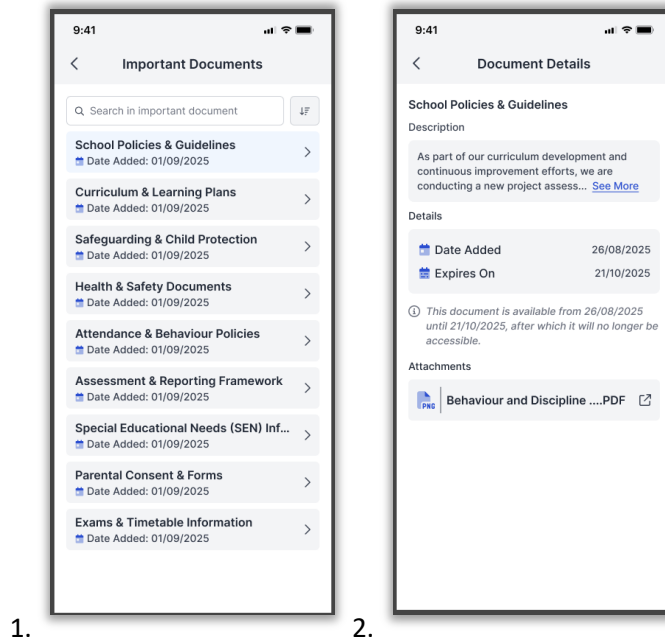 9:41
Important Documents
Search in important document
School Policies & Guidelines
Date Added: 01/09/2025
Curriculum & Learning Plans
Date Added: 01/09/2025
Safeguarding & Child Protection
Date Added: 01/09/2025
Health & Safety Documents
Date Added: 01/09/2025
Attendance & Behaviour Policies
Date Added: 01/09/2025
Assessment & Reporting Framework
Date Added: 01/09/2025
Special Educational Needs (SEN) Inf...
Date Added: 01/09/2025
Parental Consent & Forms
Date Added: 01/09/2025
Exams & Timetable Information
Date Added: 01/09/2025
1.
9:41
Document Details
School Policies & Guidelines
Description
As part of our curriculum development and
continuous improvement efforts, we are
conducting a new project assess... See More
Details
Date Added 26/08/2025
Expires On 21/10/2025
This document is available from 26/08/2025
until 21/10/2025, after which it will no longer be
accessible.
Attachments
PNG Behaviour and Discipline ....PDF
2.